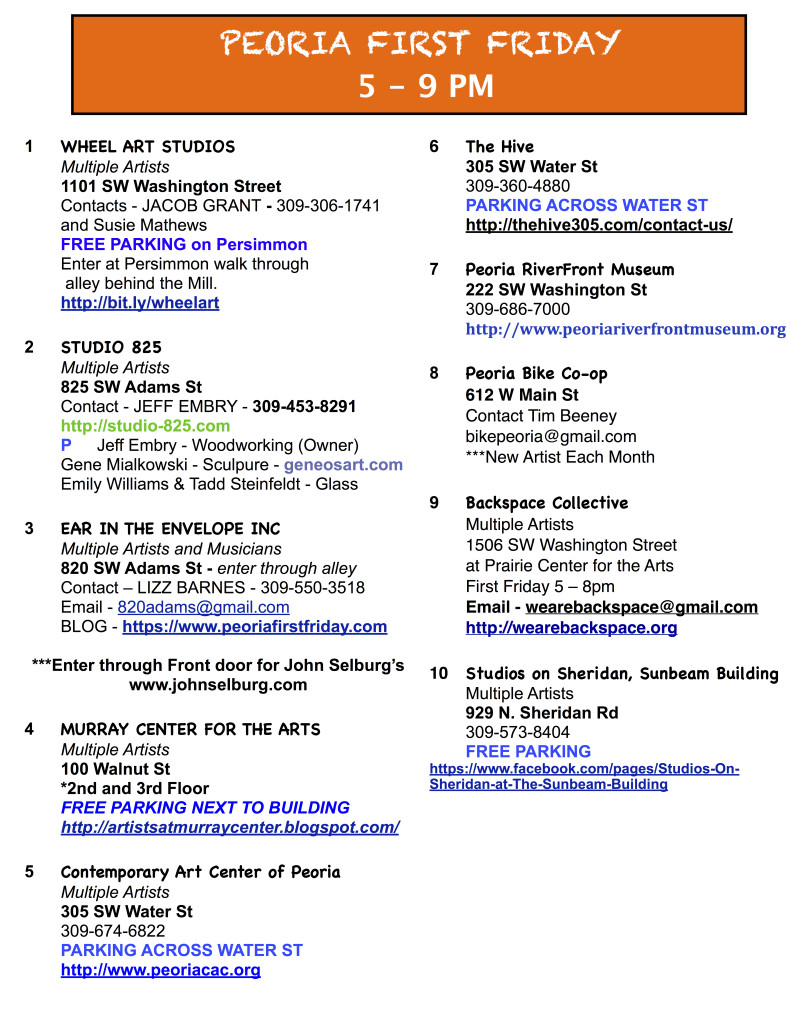 PEORIA FIRST FRIDAY
5 – 9 PM
1 WHEEL ART STUDIOS
Multiple Artists
1101 SW Washington Street
Contacts - JACOB GRANT - 309-306-1741
and Susie Mathews
FREE PARKING on Persimmon
Enter at Persimmon walk through
alley behind the Mill.
http://bit.ly/wheelart
2 STUDIO 825
Multiple Artists
825 SW Adams St
Contact - JEFF EMBRY - 309-453-8291
http://studio-825.com
P Jeff Embry - Woodworking (Owner)
Gene Mialkowski - Sculpure - geneosart.com
Emily Williams & Tadd Steinfeldt - Glass
3 EAR IN THE ENVELOPE INC
Multiple Artists and Musicians
820 SW Adams St - enter through alley
Contact – LIZZ BARNES - 309-550-3518
Email - 820adams@gmail.com
BLOG - https://www.peoriafirstfriday.com
***Enter through Front door for John Selburg’s
www.johnselburg.com
4 MURRAY CENTER FOR THE ARTS
Multiple Artists
100 Walnut St
*2nd and 3rd Floor
FREE PARKING NEXT TO BUILDING
http://artistsatmurraycenter.blogspot.com/
5 Contemporary Art Center of Peoria
Multiple Artists
305 SW Water St
309-674-6822
PARKING ACROSS WATER ST
http://www.peoriacac.org
6 The Hive
305 SW Water St
309-360-4880
PARKING ACROSS WATER ST
http://thehive305.com/contact-us/
7 Peoria RiverFront Museum
222 SW Washington St
309-686-7000
http://www.peoriariverfrontmuseum.org
8 Peoria Bike Co-op
612 W Main St
Contact Tim Beeney
bikepeoria@gmail.com
***New Artist Each Month
9 Backspace Collective
Multiple Artists
1506 SW Washington Street
at Prairie Center for the Arts
First Friday 5 – 8pm
Email - wearebackspace@gmail.com
http://wearebackspace.org
10 Studios on Sheridan, Sunbeam Building
Multiple Artists
929 N. Sheridan Rd
309-573-8404
FREE PARKING
https://www.facebook.com/pages/Studios-On-
Sheridan-at-The-Sunbeam-Building